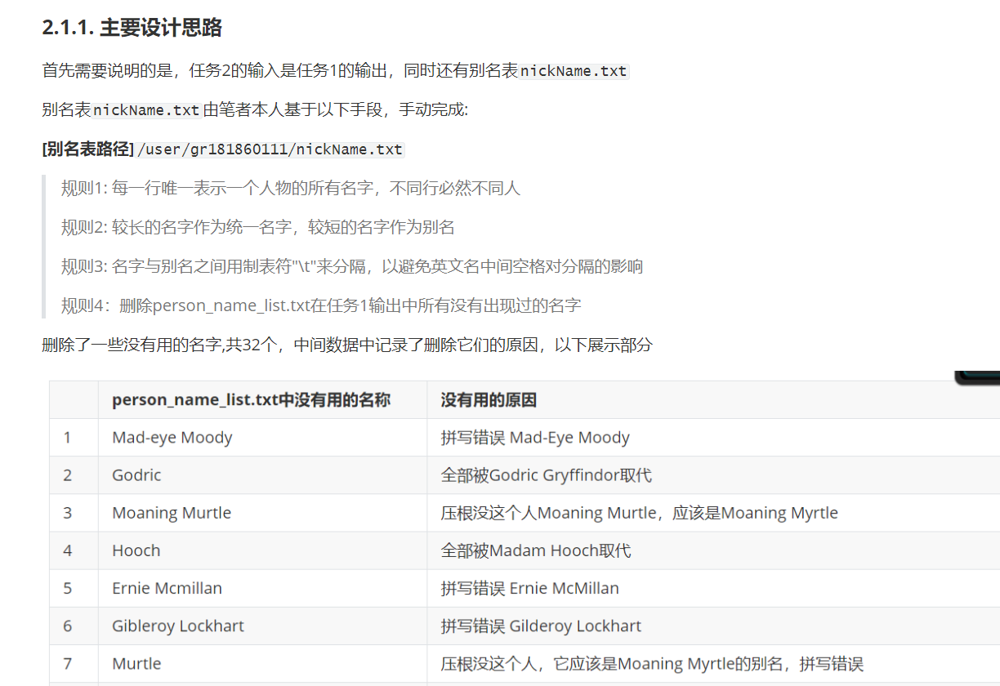 2.1.1. 主要设计思路
首先需要说明的是，任务2的输入是任务1的输出，同时还有别名表nickName.txt
别名表nickName.txt由笔者本人基于以下手段，手动完成:
[别名表路径]/user/gr181860111/nickName.txt
规则1: 每一行唯一表示一个人物的所有名字，不同行必然不同人
规则2: 较长的名字作为统一名字，较短的名字作为别名
规则3: 名字与别名之间用制表符"\t"来分隔，以避免英文名中间空格对分隔的影响
规则4：删除person_name_list.txt在任务1输出中所有没有出现过的名字
删除了一些没有用的名字,共32个，中间数据中记录了删除它们的原因，以下展示部分
person_name_list.txt中没有用的名称 没有用的原因
1 Mad-eye Moody 拼写错误 Mad-Eye Moody
2 Godric 全部被Godric Gryffindor取代
3 Moaning Murtle 压根没这个人Moaning Murtle，应该是Moaning Myrtle
4 Hooch 全部被Madam Hooch取代
5 Ernie Mcmillan 拼写错误 Ernie McMillan
6 Gibleroy Lockhart 拼写错误 Gilderoy Lockhart
7 Murtle 压根没这个人，它应该是Moaning Myrtle的别名，拼写错误